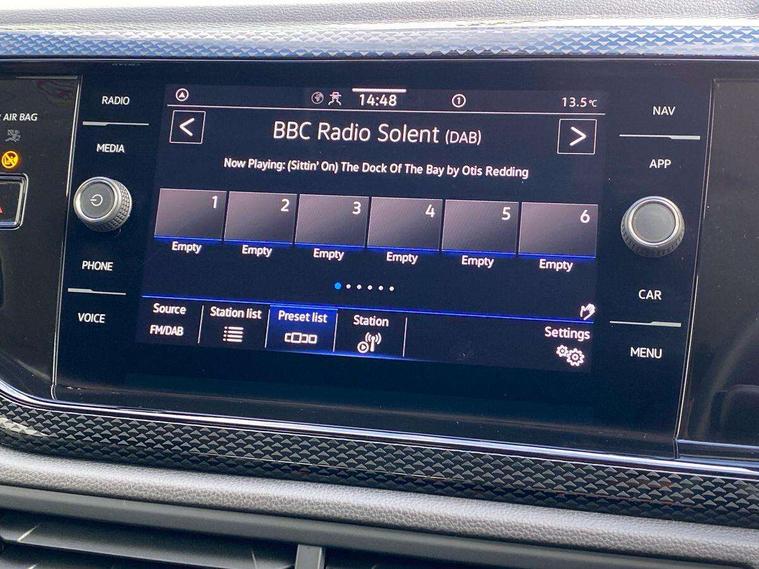 AIR BAG
RADIO
MEDIA
PHONE
VOICE
14:48
1
13.5°C
BBC Radio Solent (DAB)
Now Playing: (Sittin' On) The Dock Of The Bay by Otis Redding
1 2 3 4 5 6
Empty Empty Empty Empty Empty Empty
Source Station list Preset list Station Settings
FM/DAB
NAV
APP
CAR
MENU